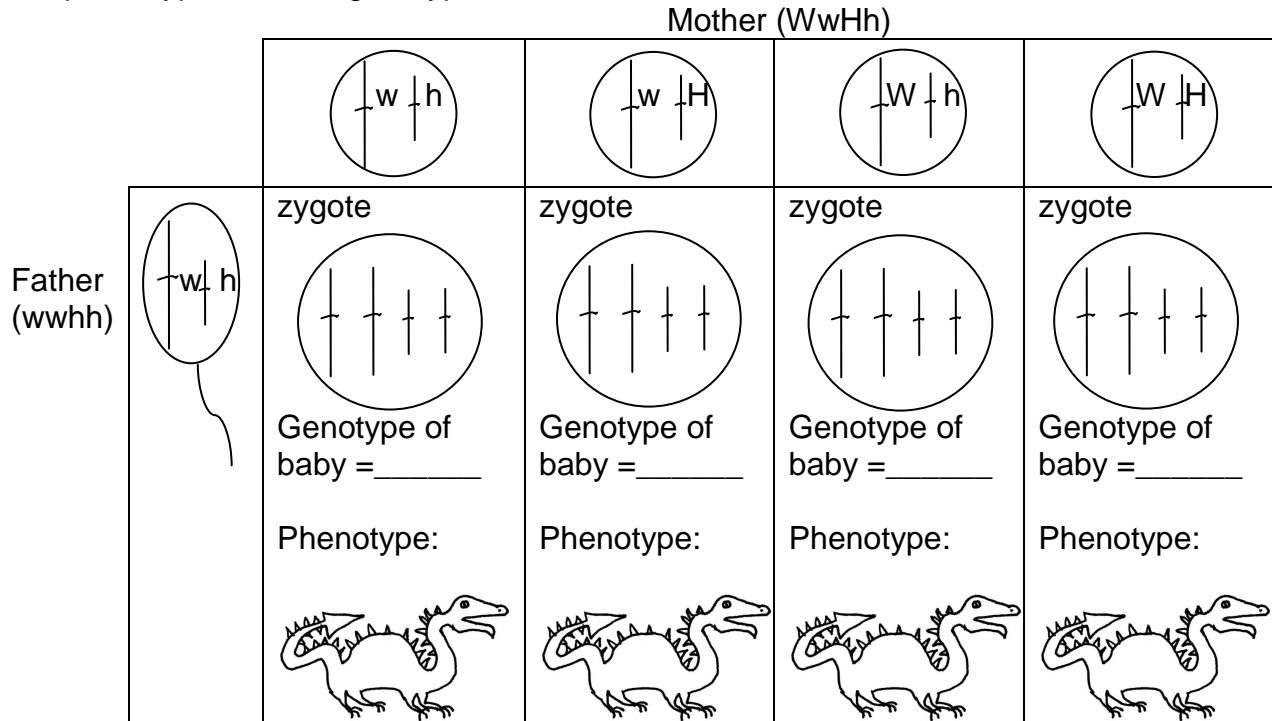 Mother (WwHh)
w h
w H
W h
W H
Father
(wwhh)
w h
zygote
zygote
zygote
zygote
Genotype of
baby =______
Genotype of
baby =______
Genotype of
baby =______
Genotype of
baby =______
Phenotype:
Phenotype:
Phenotype:
Phenotype: